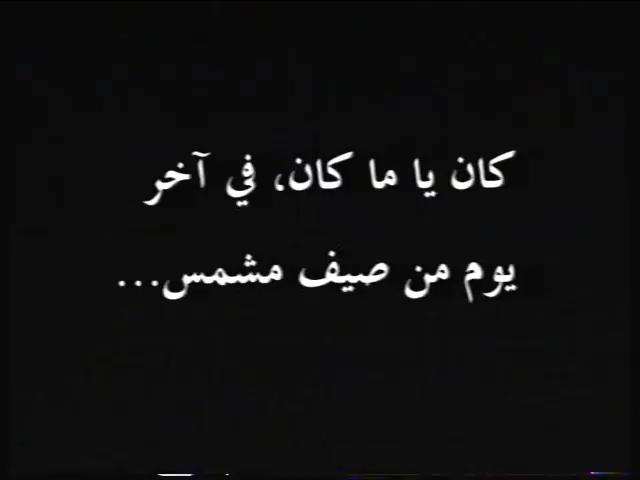 كان يا ما كان، في آخر
يوم من صيف مشمس...